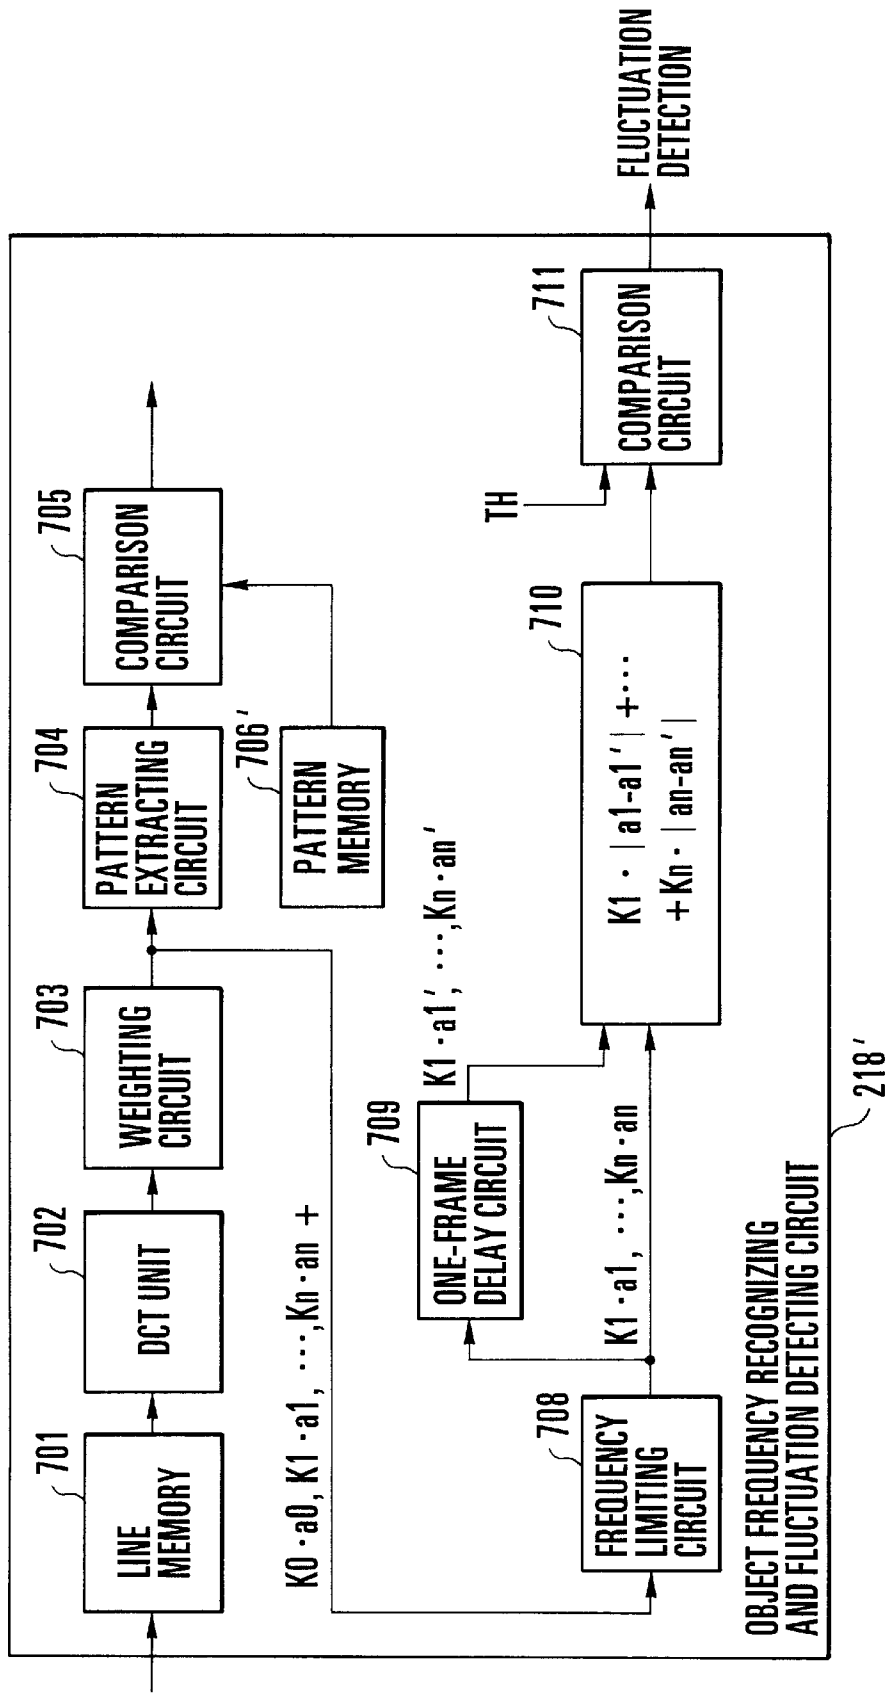 701
LINE
MEMORY
702
DCT UNIT
703
WEIGHTING
CIRCUIT
704
PATTERN
EXTRACTING
CIRCUIT
705
COMPARISON
CIRCUIT
706′
PATTERN
MEMORY
K0·a0, K1·a1, ···, Kn·an +
708
FREQUENCY
LIMITING
CIRCUIT
709
ONE-FRAME
DELAY CIRCUIT
K1·a1′, ···, Kn·an′
K1·a1, ···, Kn·an
710
K1·|a1-a1′| +···
+Kn·|an-an′|
TH
711
COMPARISON
CIRCUIT
FLUCTUATION
DETECTION
OBJECT FREQUENCY RECOGNIZING
AND FLUCTUATION DETECTING CIRCUIT
218′